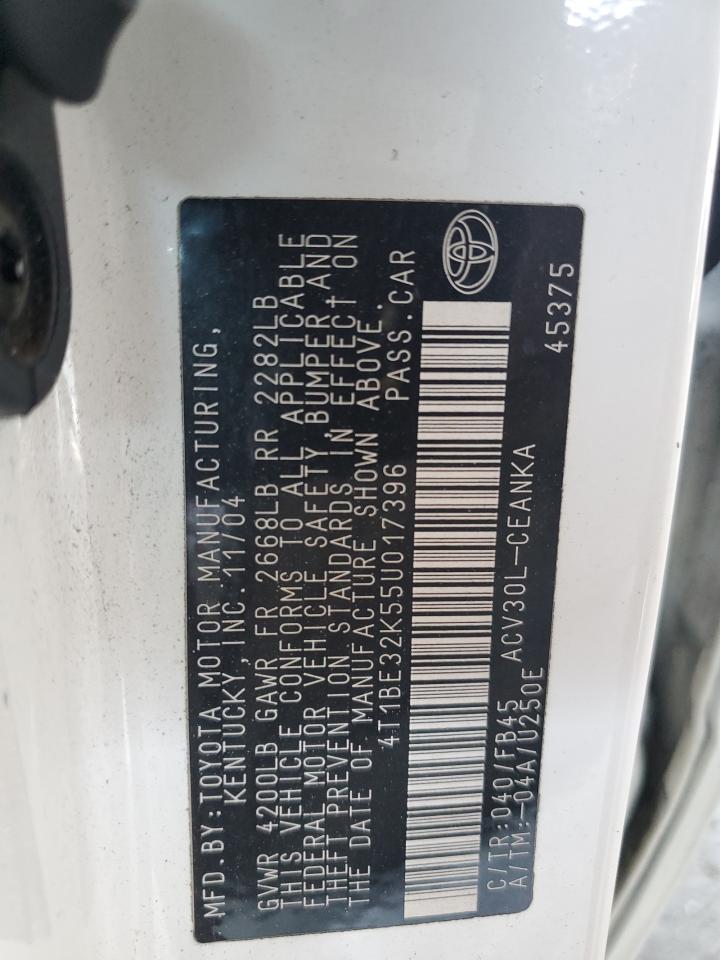 MFD.BY:TOYOTA MOTOR MANUFACTURING,
KENTUCKY, INC. 11/04
GVWR 4200LB GAWR FR 2668LB RR 2282LB
THIS VEHICLE CONFORMS TO ALL APPLICABLE
FEDERAL MOTOR VEHICLE SAFETY,BUMPER,AND
THEFT PREVENTION STANDARDS IN EFFECT ON
THE DATE OF MANUFACTURE SHOWN ABOVE.
4T1BE32K55U017396 PASS.CAR
C/TR:040/FB45 ACV30L-CEANKA 45375
A/TM:-04A/U250E